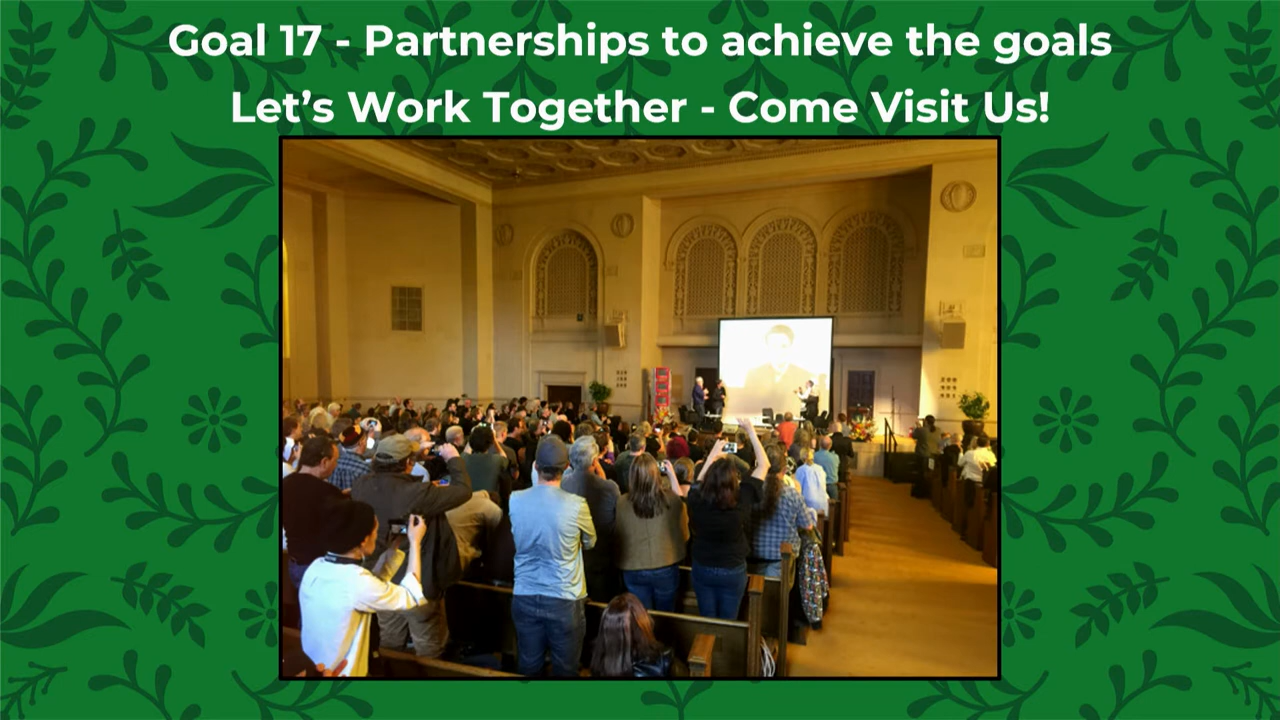 Goal 17 - Partnerships to achieve the goals
Let’s Work Together - Come Visit Us!